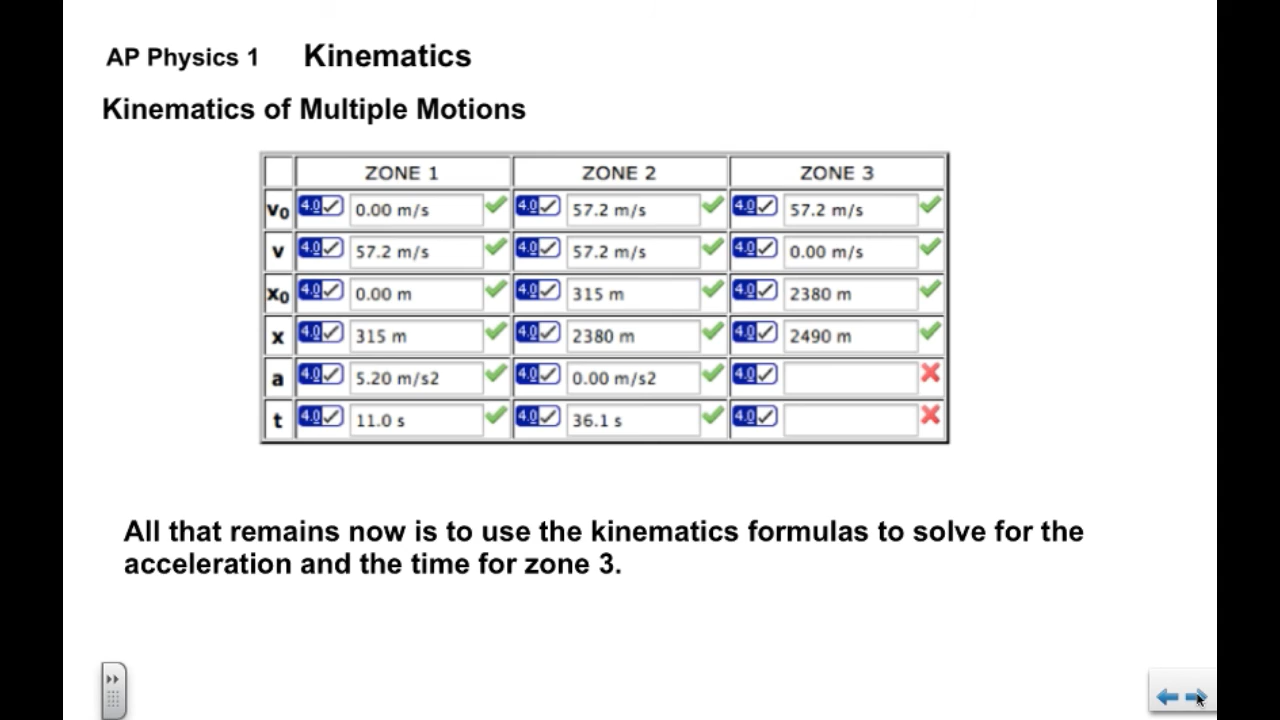 AP Physics 1 Kinematics
Kinematics of Multiple Motions
ZONE 1 ZONE 2 ZONE 3
v₀ 4.0 0.00 m/s 4.0 57.2 m/s 4.0 57.2 m/s
v 4.0 57.2 m/s 4.0 57.2 m/s 4.0 0.00 m/s
x₀ 4.0 0.00 m 4.0 315 m 4.0 2380 m
x 4.0 315 m 4.0 2380 m 4.0 2490 m
a 4.0 5.20 m/s2 4.0 0.00 m/s2 4.0
t 4.0 11.0 s 4.0 36.1 s 4.0
All that remains now is to use the kinematics formulas to solve for the
acceleration and the time for zone 3.